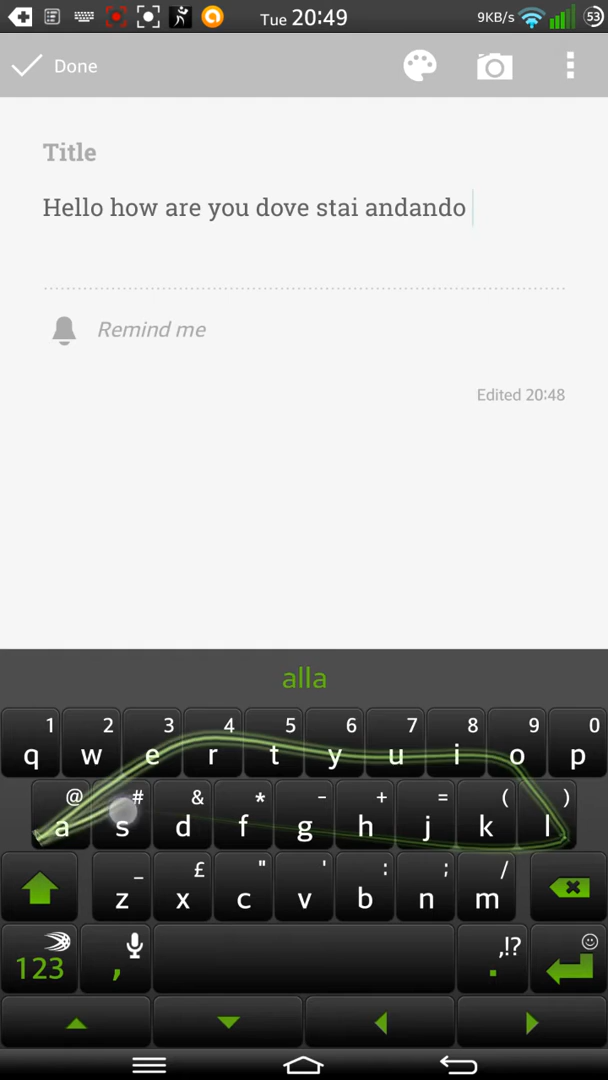 Tue 20:49 9KB/s 53
Done
Title
Hello how are you dove stai andando
Remind me
Edited 20:48
alla
1 2 3 4 5 6 7 8 9 0
q w e r t y u i o p
@ # & * - + = ( )
a s d f g h j k l
_ £ " ' : ; /
z x c v b n m
,!?
123 , .